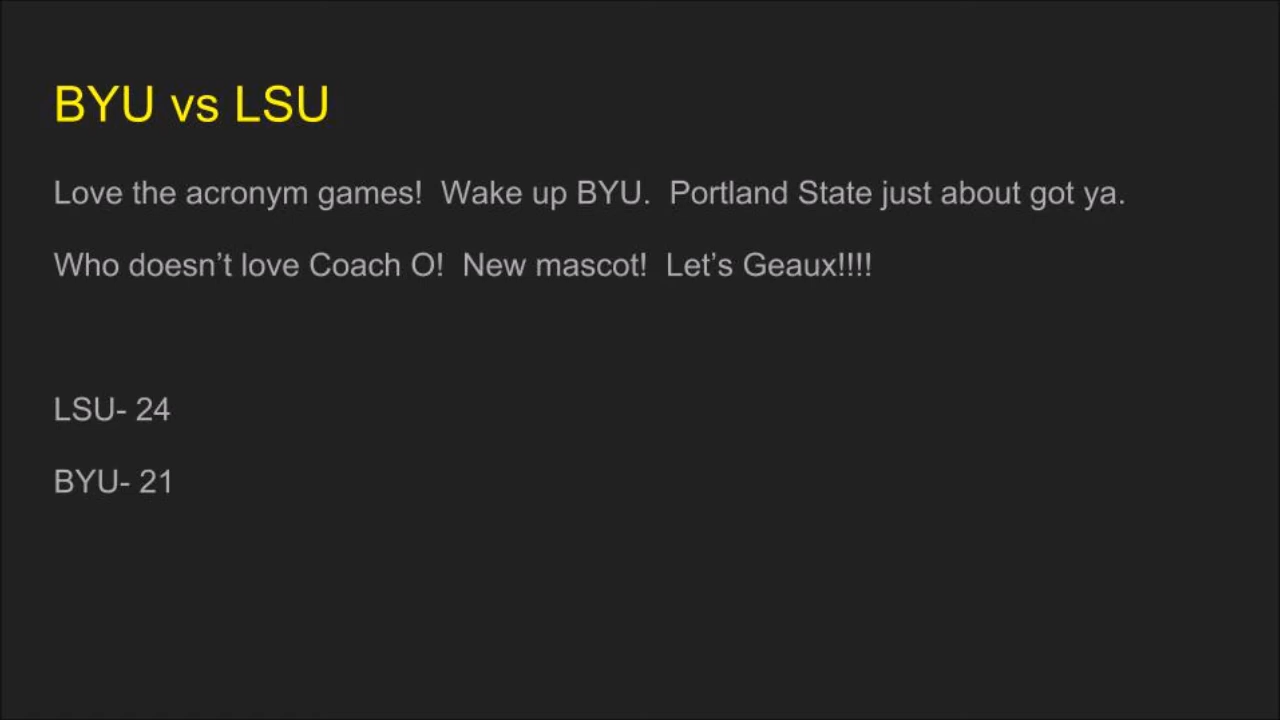 BYU vs LSU
Love the acronym games!  Wake up BYU.  Portland State just about got ya.
Who doesn’t love Coach O!  New mascot!  Let’s Geaux!!!!
LSU- 24
BYU- 21